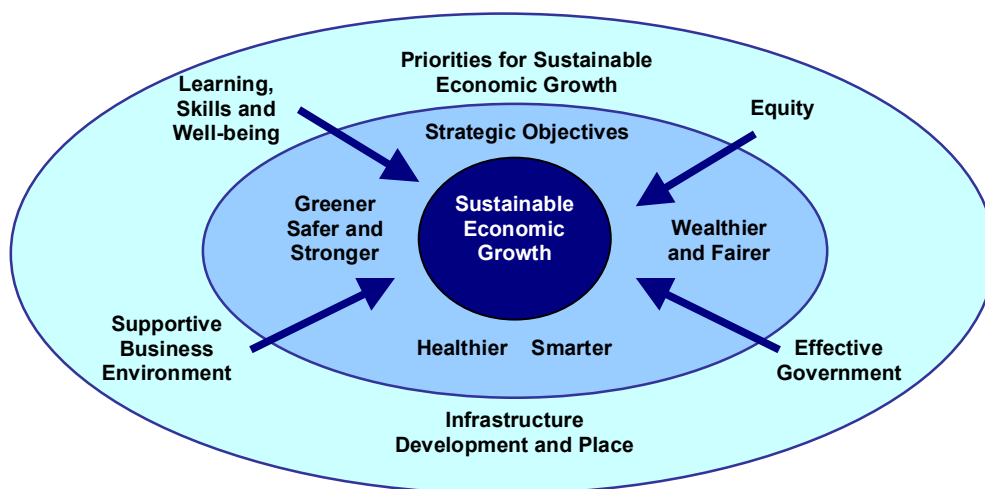 Priorities for Sustainable
Economic Growth
Learning,
Skills and
Well-being
Equity
Strategic Objectives
Greener
Safer and
Stronger
Sustainable
Economic
Growth
Wealthier
and Fairer
Supportive
Business
Environment
Healthier Smarter
Effective
Government
Infrastructure
Development and Place